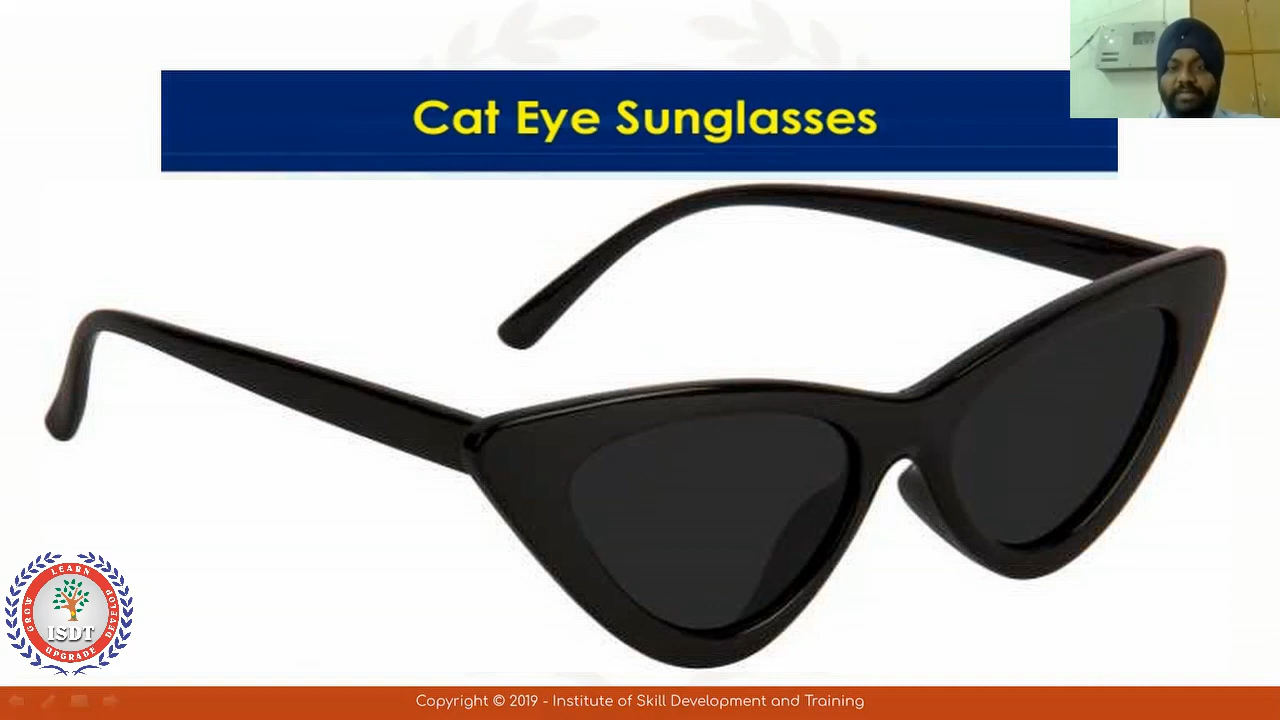 Cat Eye Sunglasses
LEARN
GROW
DEVELOP
ISDT
UPGRADE
Copyright © 2019 - Institute of Skill Development and Training